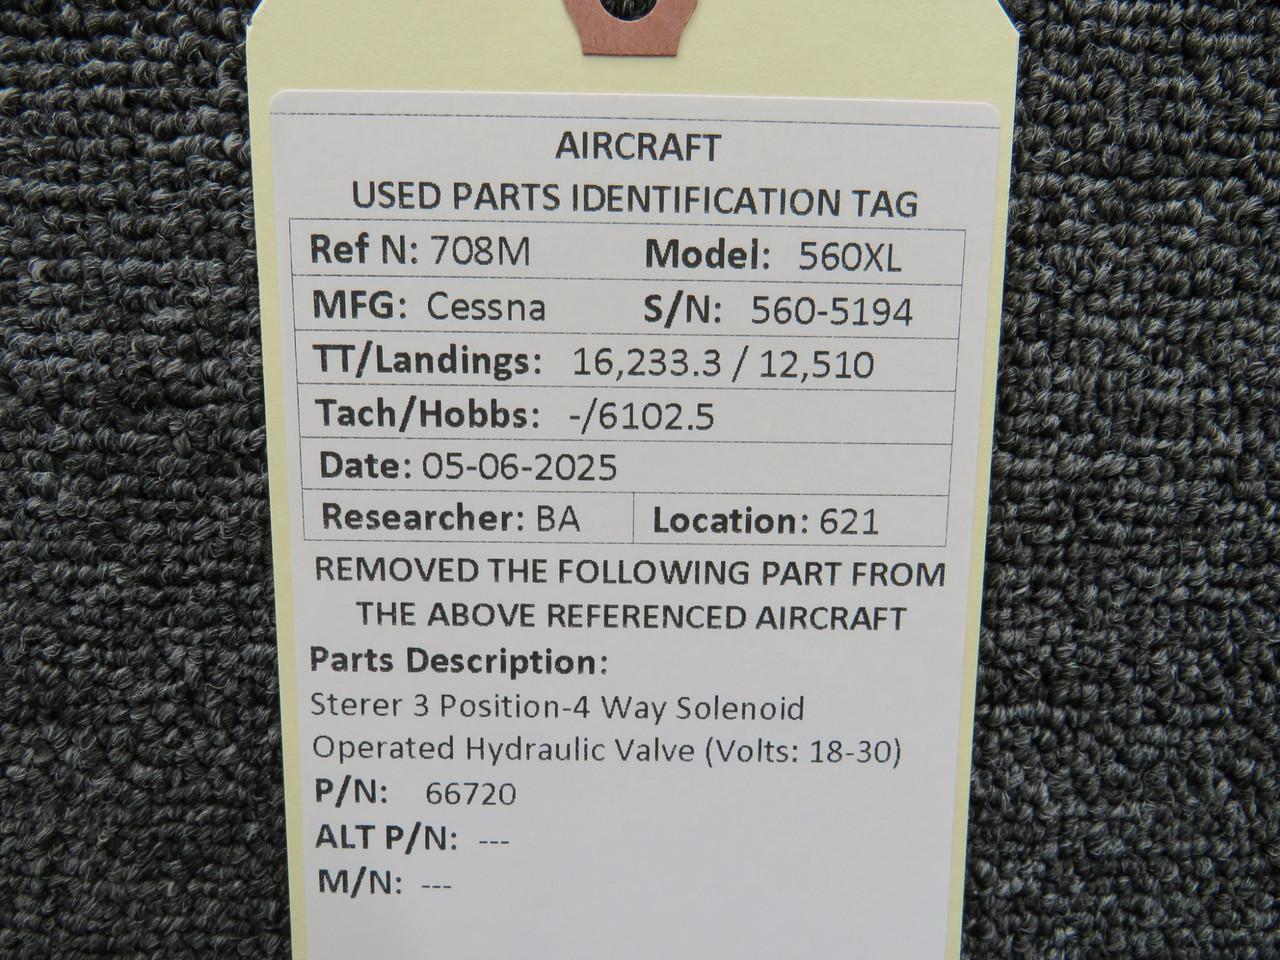 AIRCRAFT
USED PARTS IDENTIFICATION TAG
Ref N: 708M Model: 560XL
MFG: Cessna S/N: 560-5194
TT/Landings: 16,233.3 / 12,510
Tach/Hobbs: -/6102.5
Date: 05-06-2025
Researcher: BA Location: 621
REMOVED THE FOLLOWING PART FROM
THE ABOVE REFERENCED AIRCRAFT
Parts Description:
Sterer 3 Position-4 Way Solenoid
Operated Hydraulic Valve (Volts: 18-30)
P/N: 66720
ALT P/N: ---
M/N: ---